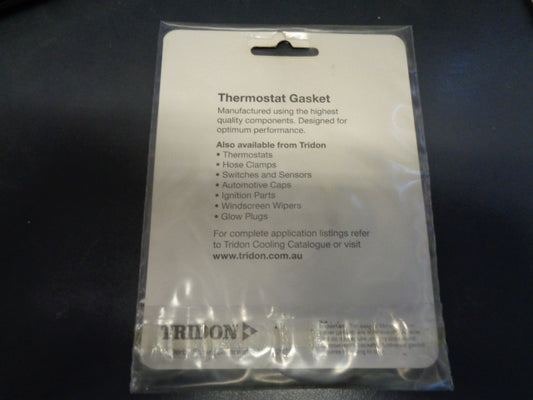 Thermostat Gasket
Manufactured using the highest
quality components. Designed for
optimum performance.
Also available from Tridon
• Thermostats
• Hose Clamps
• Switches and Sensors
• Automotive Caps
• Ignition Parts
• Windscreen Wipers
• Glow Plugs
For complete application listings refer
to Tridon Cooling Catalogue or visit
www.tridon.com.au
TRIDON